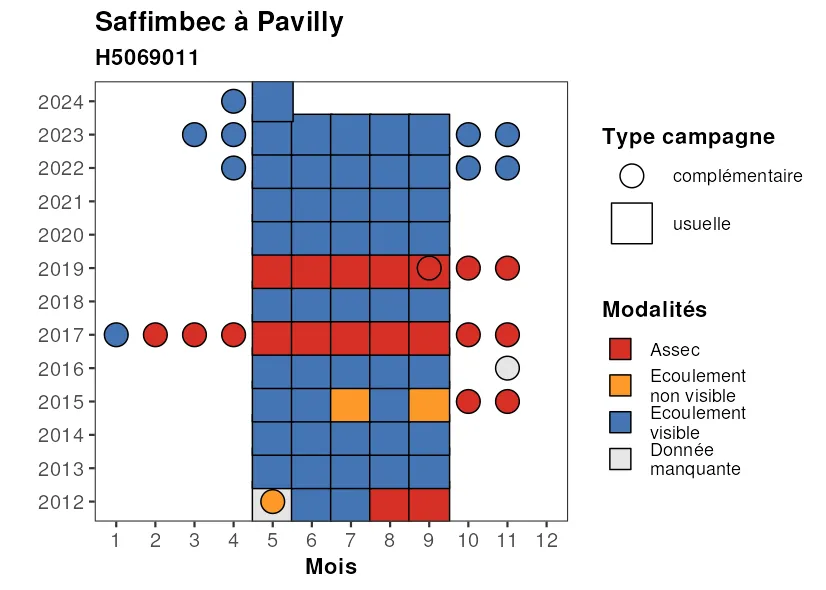 Saffimbec à Pavilly
H5069011
2024
2023
2022
2021
2020
2019
2018
2017
2016
2015
2014
2013
2012
1 2 3 4 5 6 7 8 9 10 11 12
Mois
Type campagne
complémentaire
usuelle
Modalités
Assec
Ecoulement
non visible
Ecoulement
visible
Donnée
manquante